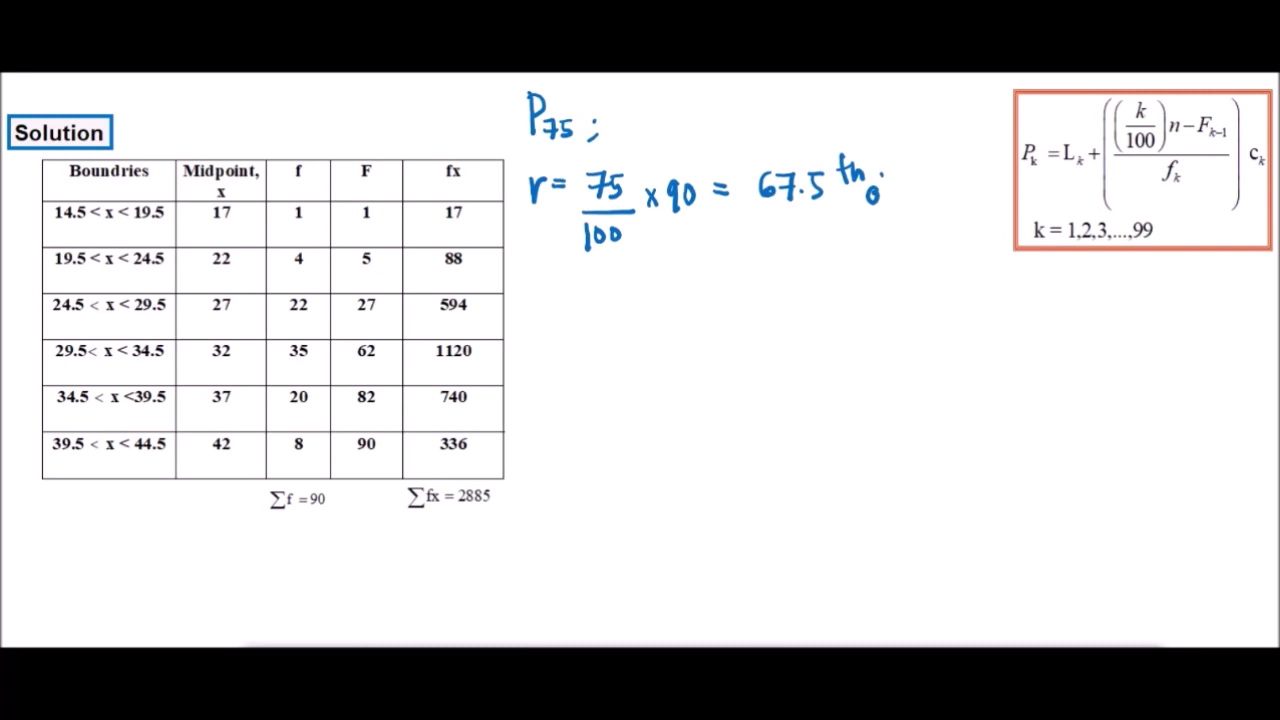 Solution
Boundries Midpoint, x f F fx
14.5 < x < 19.5 17 1 1 17
19.5 < x < 24.5 22 4 5 88
24.5 < x < 29.5 27 22 27 594
29.5< x < 34.5 32 35 62 1120
34.5 < x <39.5 37 20 82 740
39.5 < x < 44.5 42 8 90 336
∑f = 90 ∑fx = 2885
P75 ;
r = 75/100 x 90 = 67.5 th
Pk = Lk + (((k/100)n − Fk−1)/fk) ck
k = 1,2,3,...,99